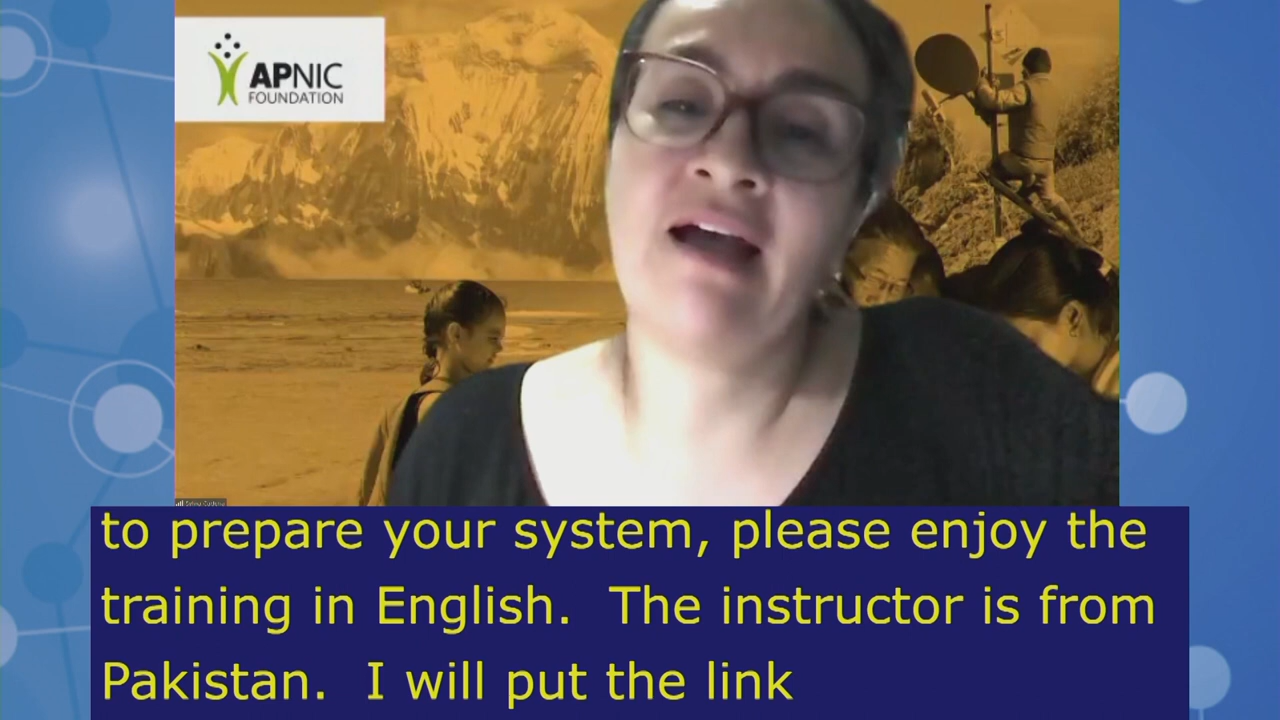 APNIC
FOUNDATION
to prepare your system, please enjoy the
training in English.  The instructor is from
Pakistan.  I will put the link